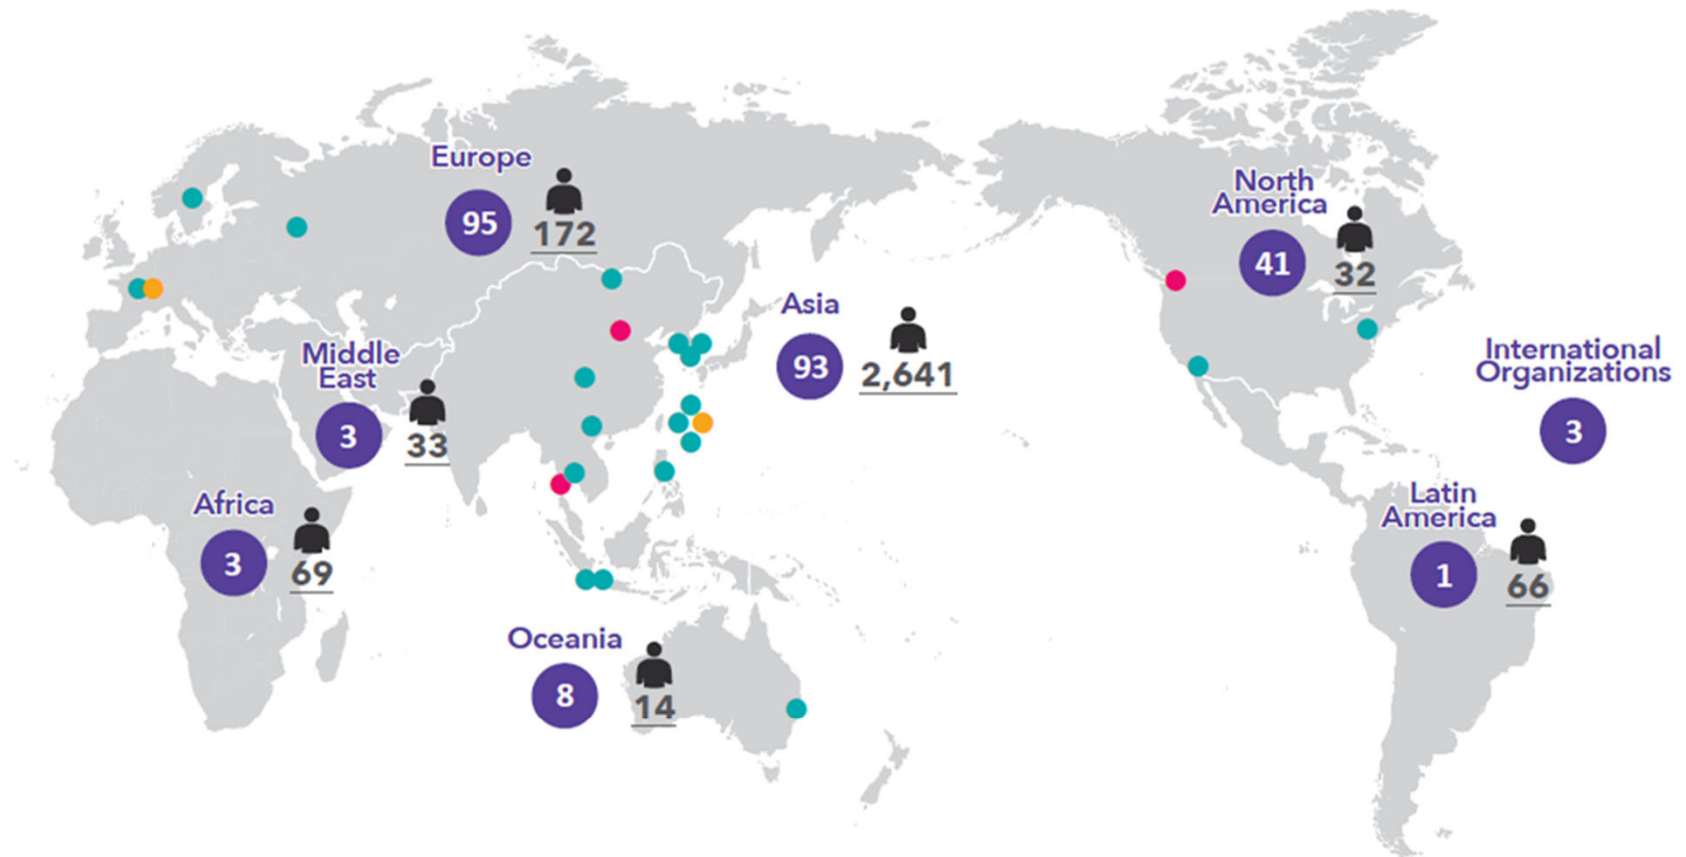 Europe
95
172
North
America
41
32
Asia
93
2,641
Middle
East
3
33
International
Organizations
3
Africa
3
69
Latin
America
1
66
Oceania
8
14